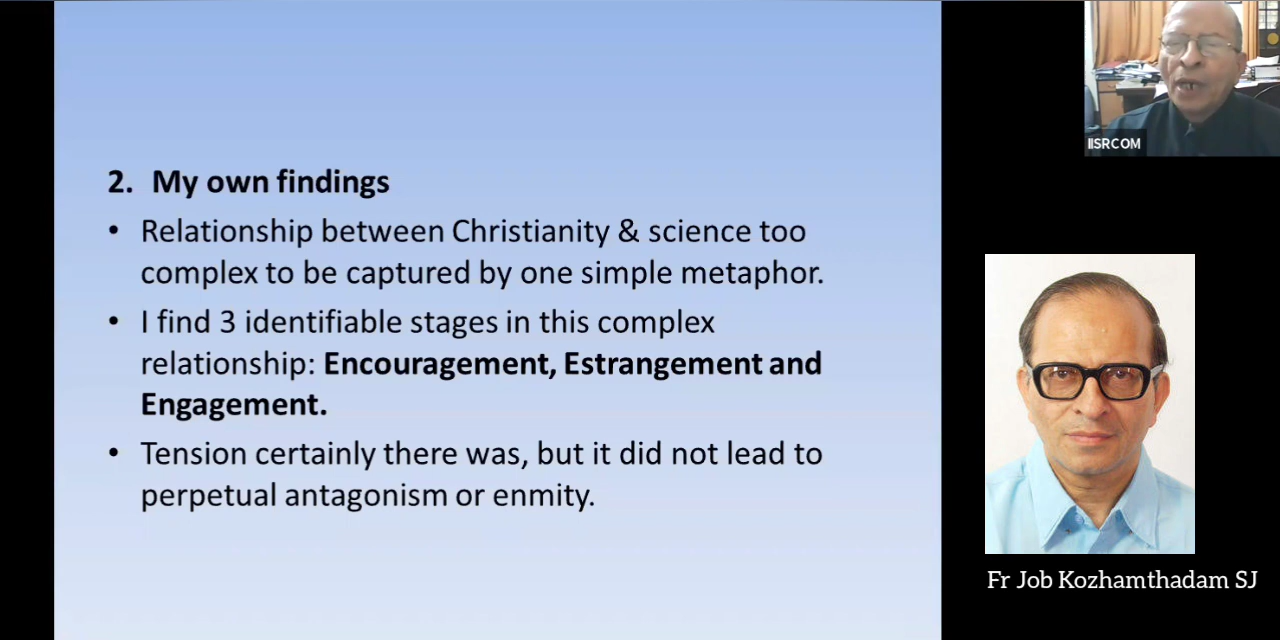 2. My own findings
• Relationship between Christianity & science too
complex to be captured by one simple metaphor.
• I find 3 identifiable stages in this complex
relationship: Encouragement, Estrangement and
Engagement.
• Tension certainly there was, but it did not lead to
perpetual antagonism or enmity.
IISRCOM
Fr Job Kozhamthadam SJ